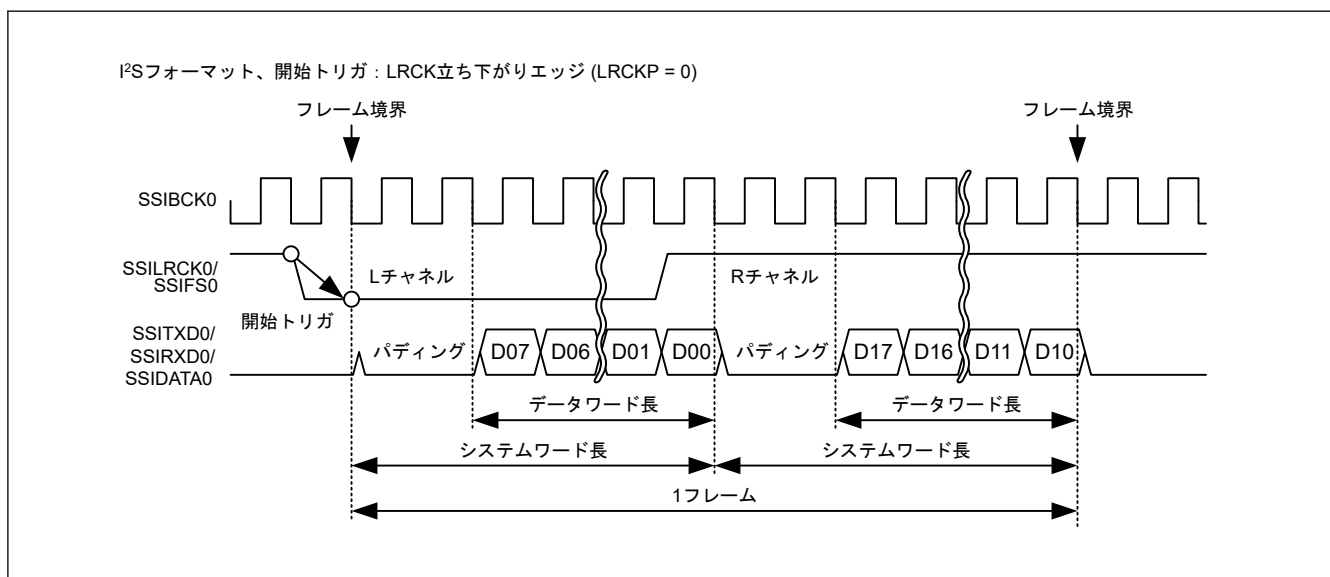 I²Sフォーマット、開始トリガ：LRCK立ち下がりエッジ (LRCKP = 0)
フレーム境界 フレーム境界
SSIBCK0
SSILRCK0/
SSIFS0
Lチャネル Rチャネル
開始トリガ
SSITXD0/
SSIRXD0/
SSIDATA0
パディング D07 D06 D01 D00 パディング D17 D16 D11 D10
データワード長 データワード長
システムワード長 システムワード長
1フレーム